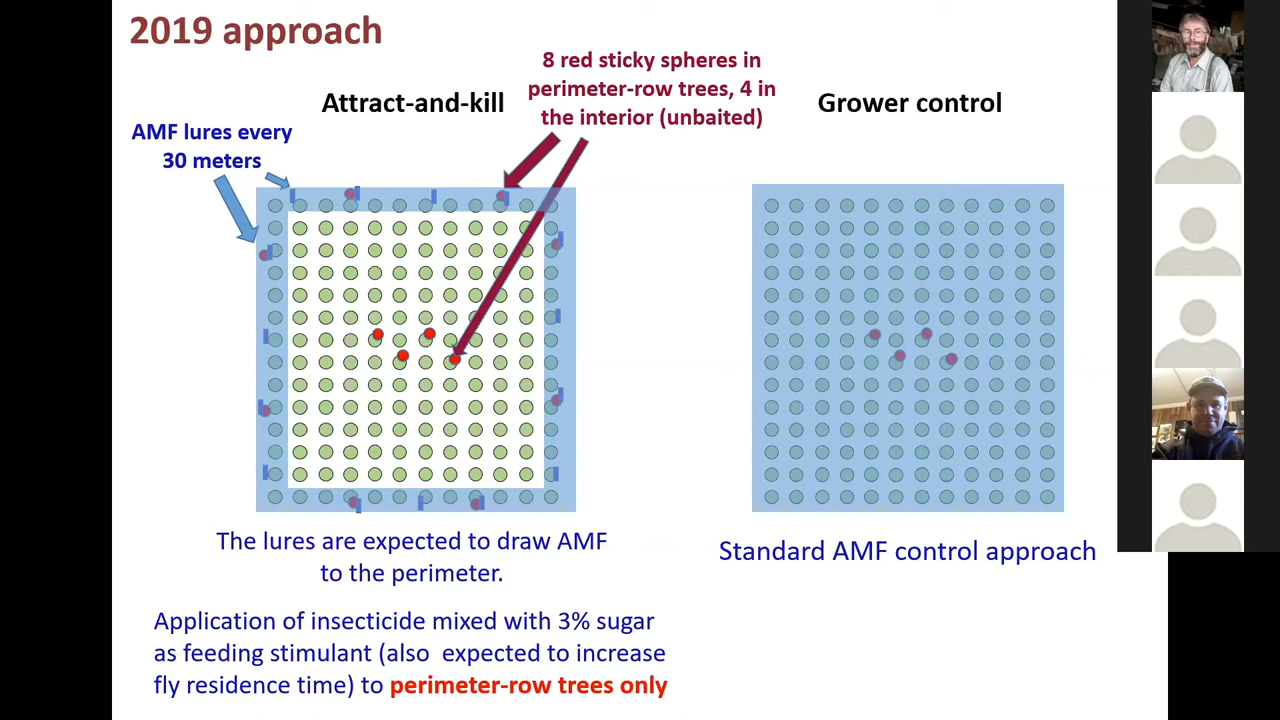 2019 approach
8 red sticky spheres in
perimeter-row trees, 4 in
the interior (unbaited)
Attract-and-kill
Grower control
AMF lures every
30 meters
The lures are expected to draw AMF
to the perimeter.
Standard AMF control approach
Application of insecticide mixed with 3% sugar
as feeding stimulant (also expected to increase
fly residence time) to perimeter-row trees only